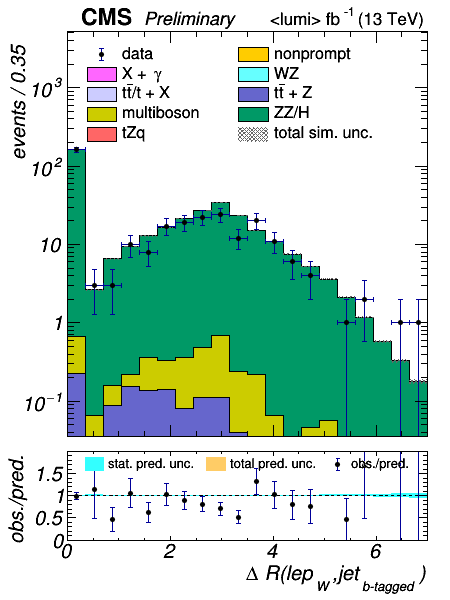 CMS Preliminary <lumi> fb⁻¹ (13 TeV)
events / 0.35
data
X + γ
tt̄/t + X
multiboson
tZ̄q
nonprompt
WZ
tt̄ + Z
ZZ/H
total sim. unc.
10³
10²
10
1
10⁻¹
obs./pred.
stat. pred. unc. total pred. unc. obs./pred.
1.5
1
0.5
0
0 2 4 6
Δ R(lep_W,jet_b-tagged)